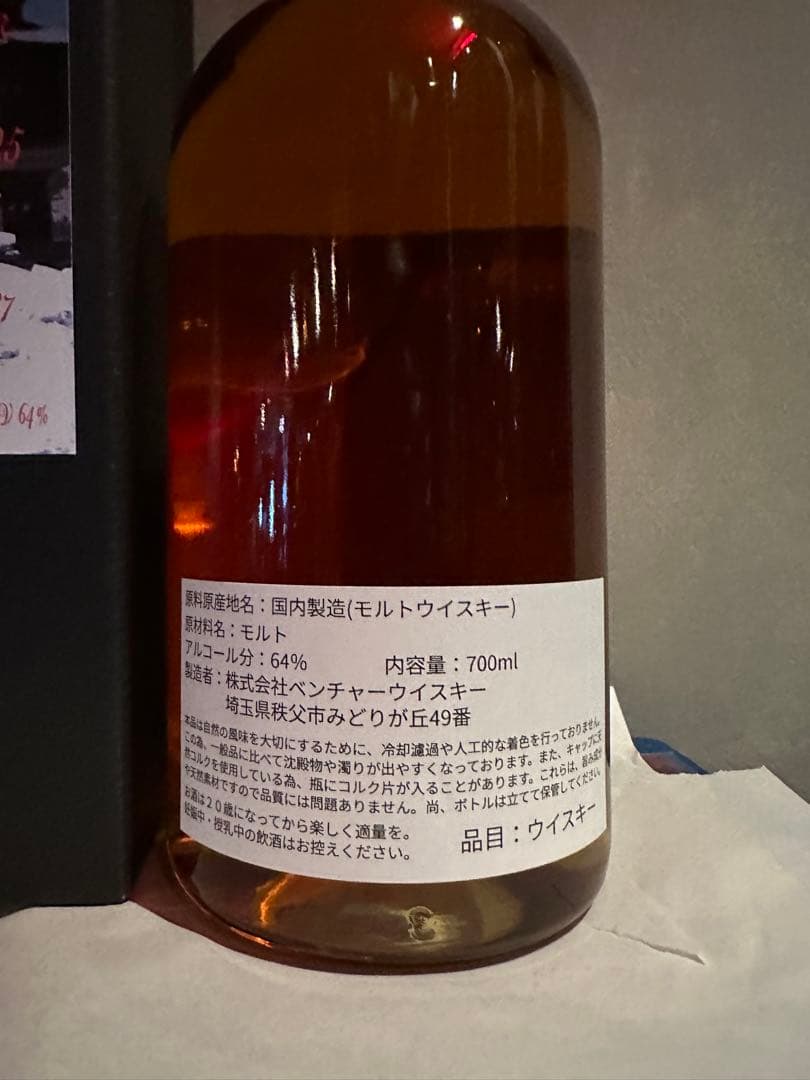 25
64%
原料原産地名：国内製造(モルトウイスキー)
原材料名：モルト
アルコール分：64% 内容量：700ml
製造者：株式会社ベンチャーウイスキー
埼玉県秩父市みどりが丘49番
本品は自然の風味を大切にするために、冷却濾過や人工的な着色を行っておりません。
この為、一般品に比べて沈殿物や濁りが出やすくなっております。また、キャップに天
然コルクを使用している為、瓶にコルク片が入ることがあります。これらは、旨み成分
や天然素材ですので品質には問題ありません。尚、ボトルは立てて保管してください。
お酒は２０歳になってから楽しく適量を。
妊娠中・授乳中の飲酒はお控えください。
品目：ウイスキー